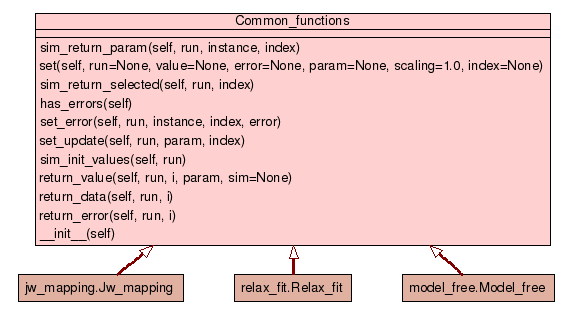 Common_functions
sim_return_param(self, run, instance, index)
set(self, run=None, value=None, error=None, param=None, scaling=1.0, index=None)
sim_return_selected(self, run, index)
has_errors(self)
set_error(self, run, instance, index, error)
set_update(self, run, param, index)
sim_init_values(self, run)
return_value(self, run, i, param, sim=None)
return_data(self, run, i)
return_error(self, run, i)
__init__(self)
jw_mapping.Jw_mapping
relax_fit.Relax_fit
model_free.Model_free